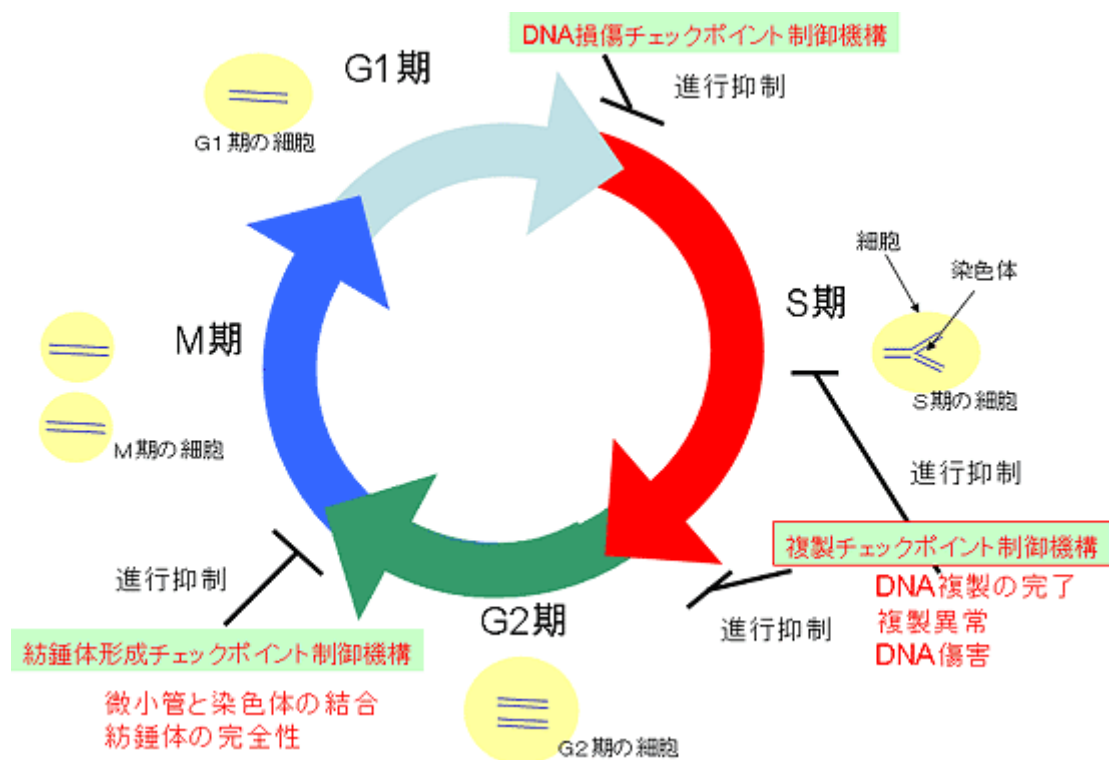 DNA損傷チェックポイント制御機構
進行抑制
G1期
G1期の細胞
細胞
染色体
S期
S期の細胞
進行抑制
M期
M期の細胞
複製チェックポイント制御機構
DNA複製の完了
複製異常
DNA傷害
進行抑制
進行抑制
G2期
G2期の細胞
紡錘体形成チェックポイント制御機構
微小管と染色体の結合
紡錘体の完全性